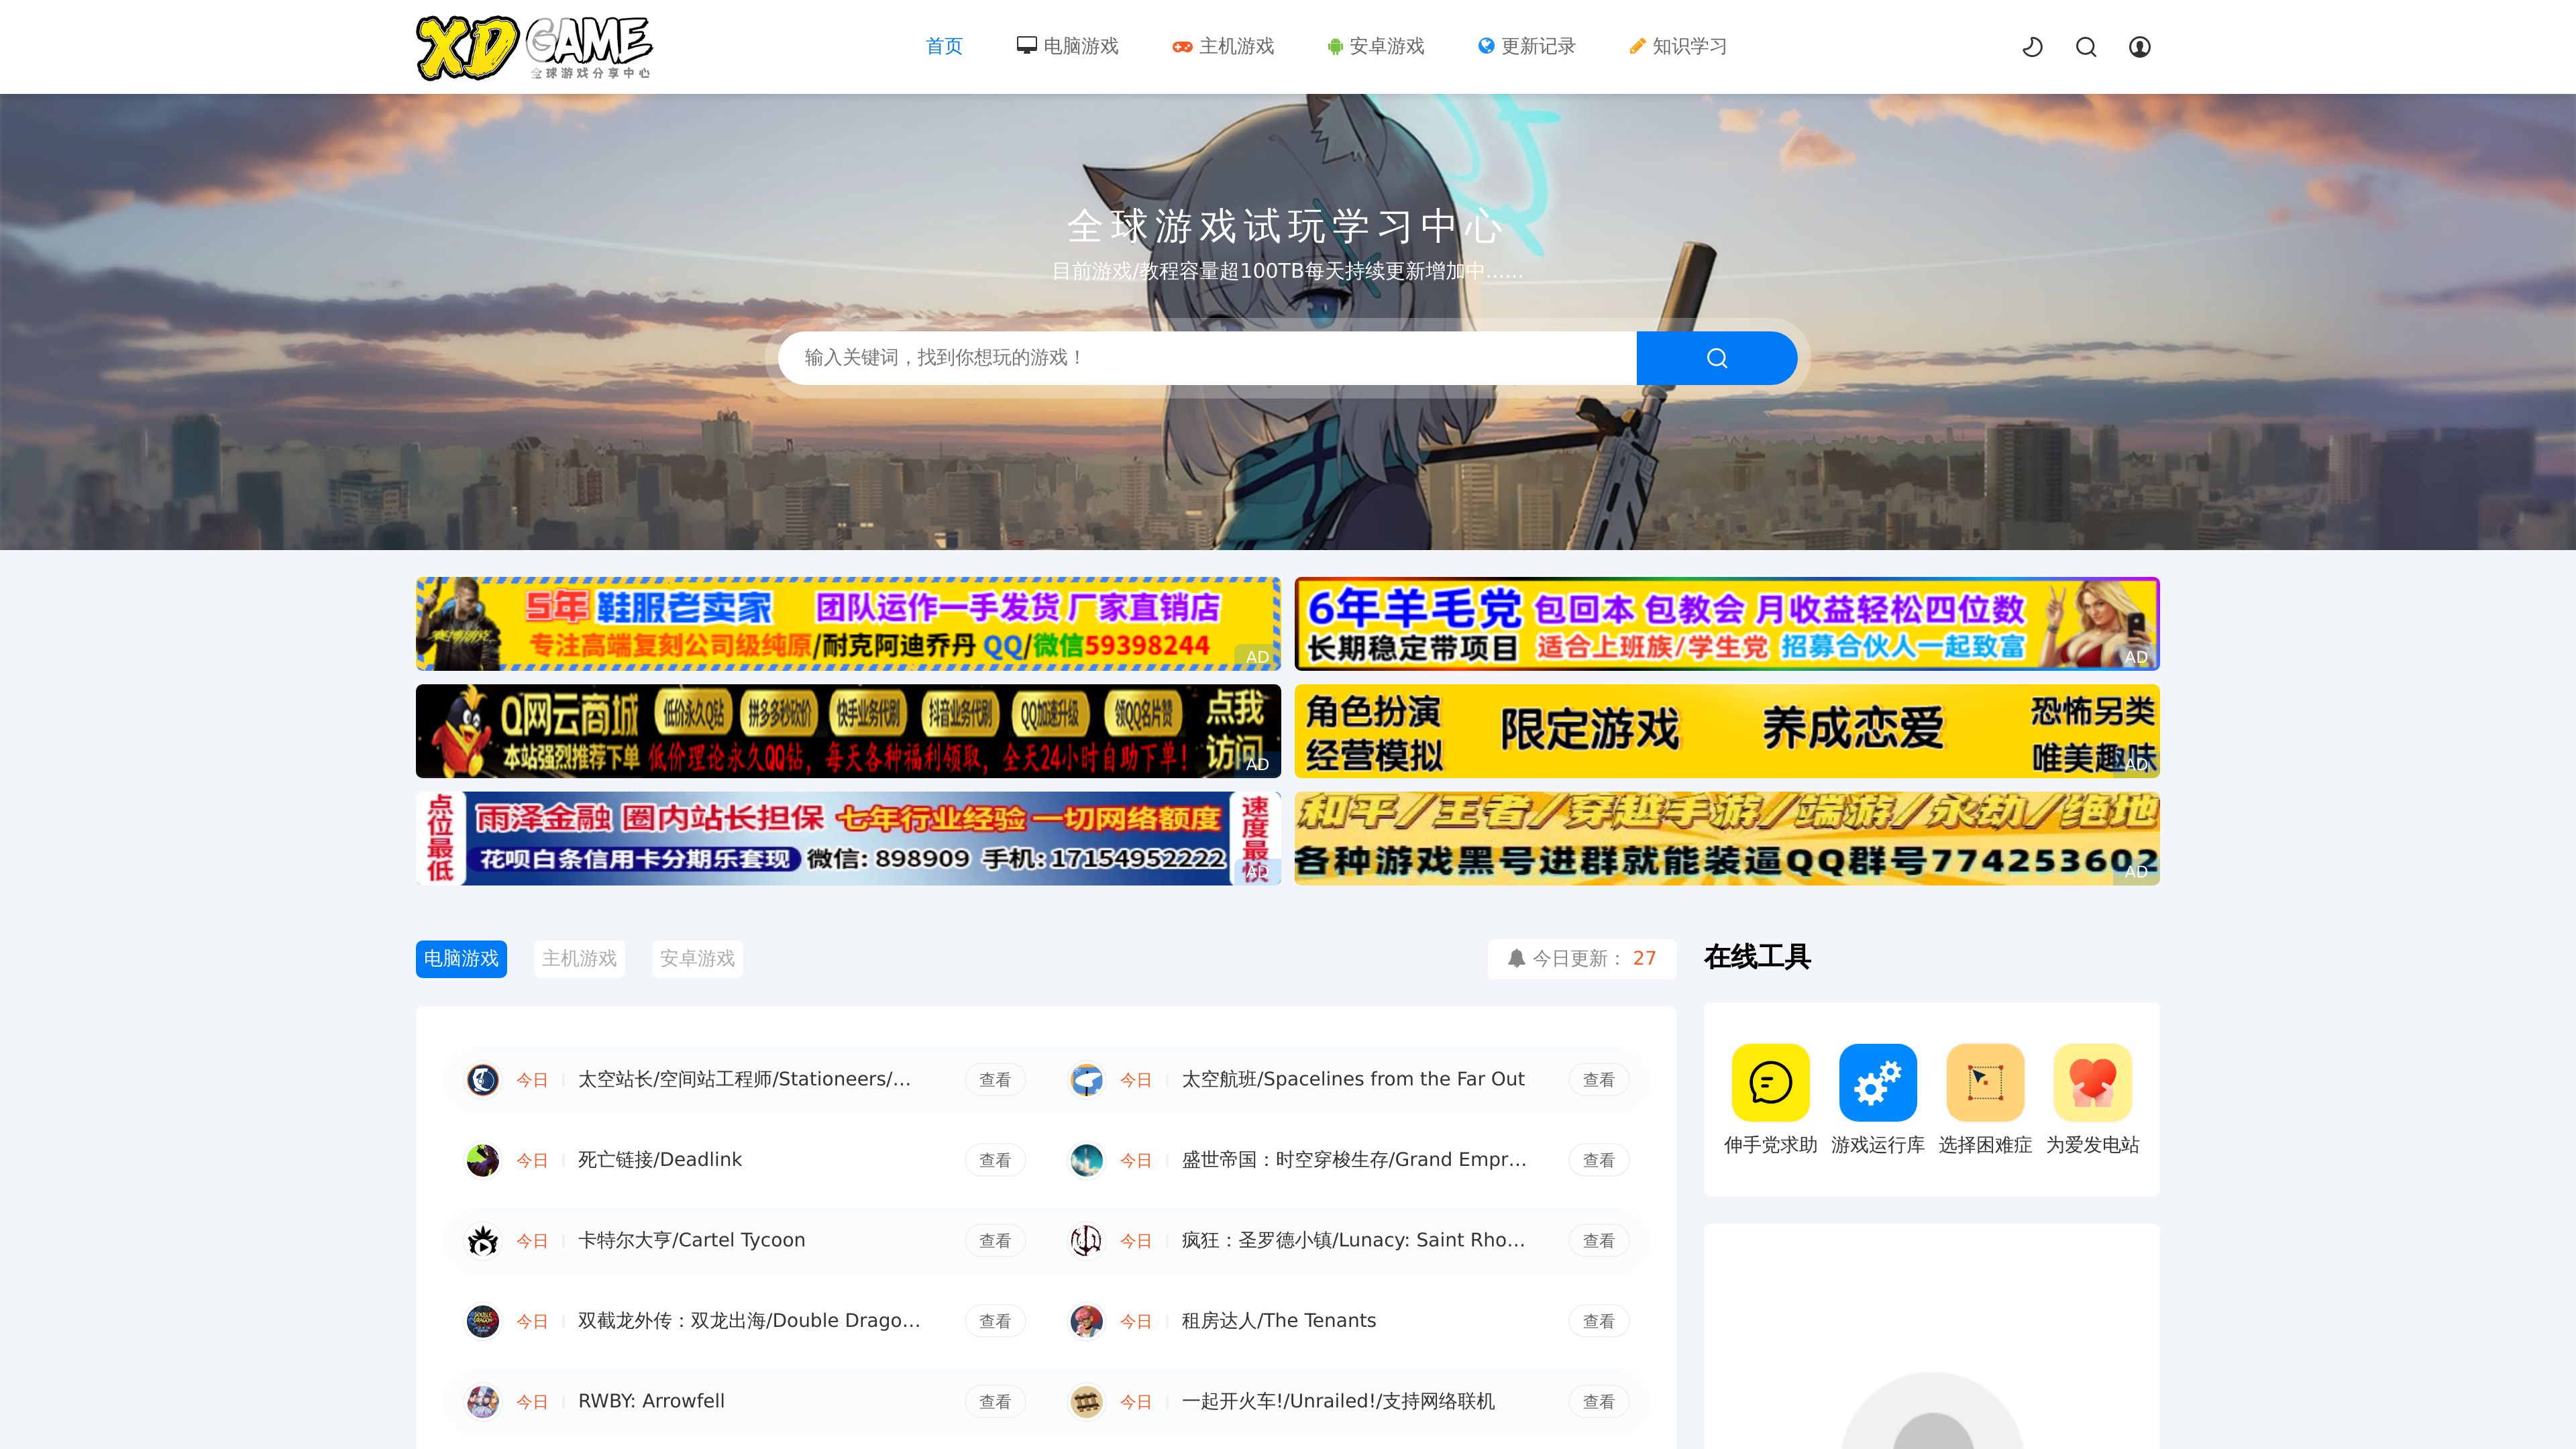 XD GAME
全球游戏分享中心
首页
电脑游戏
主机游戏
安卓游戏
更新记录
知识学习
全球游戏试玩学习中心
目前游戏/教程容量超100TB每天持续更新增加中......
输入关键词，找到你想玩的游戏！
5年 鞋服老卖家 团队运作一手发货 厂家直销店
专注高端复刻公司级纯原/耐克阿迪乔丹 QQ/微信59398244
AD
6年羊毛党 包回本 包教会 月收益轻松四位数
长期稳定带项目 适合上班族/学生党 招募合伙人一起致富
AD
Q网云商城 低价永久Q钻 拼多多秒砍价 快手业务代刷 抖音业务代刷 QQ加速升级 领QQ名片赞 点我访问
本站强烈推荐下单 低价理论永久QQ钻，每天各种福利领取，全天24小时自助下单！
AD
角色扮演 限定游戏 养成恋爱 恐怖另类
经营模拟 唯美趣味
AD
点位最低 雨泽金融 圈内站长担保 七年行业经验 一切网络额度 速度最快
花呗白条信用卡分期乐套现 微信: 898909 手机: 17154952222
AD
和平/王者/穿越手游/端游/永劫/绝地
各种游戏黑号进群就能装逼QQ群号774253602
AD
电脑游戏
主机游戏
安卓游戏
今日更新： 27
在线工具
今日 太空站长/空间站工程师/Stationeers/... 查看
今日 太空航班/Spacelines from the Far Out 查看
今日 死亡链接/Deadlink 查看
今日 盛世帝国：时空穿梭生存/Grand Empr... 查看
今日 卡特尔大亨/Cartel Tycoon 查看
今日 疯狂：圣罗德小镇/Lunacy: Saint Rho... 查看
今日 双截龙外传：双龙出海/Double Drago... 查看
今日 租房达人/The Tenants 查看
今日 RWBY: Arrowfell 查看
今日 一起开火车!/Unrailed!/支持网络联机 查看
伸手党求助
游戏运行库
选择困难症
为爱发电站